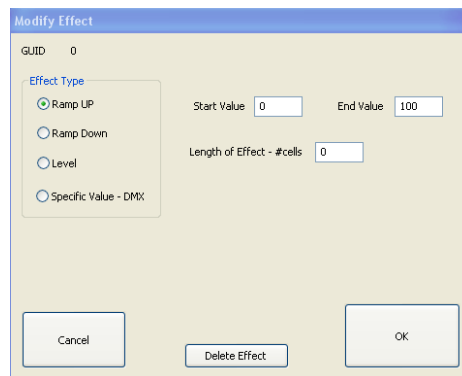 Modify Effect
GUID 0
Effect Type
Ramp UP
Ramp Down
Level
Specific Value - DMX
Start Value 0 End Value 100
Length of Effect - #cells 0
Cancel
Delete Effect
OK